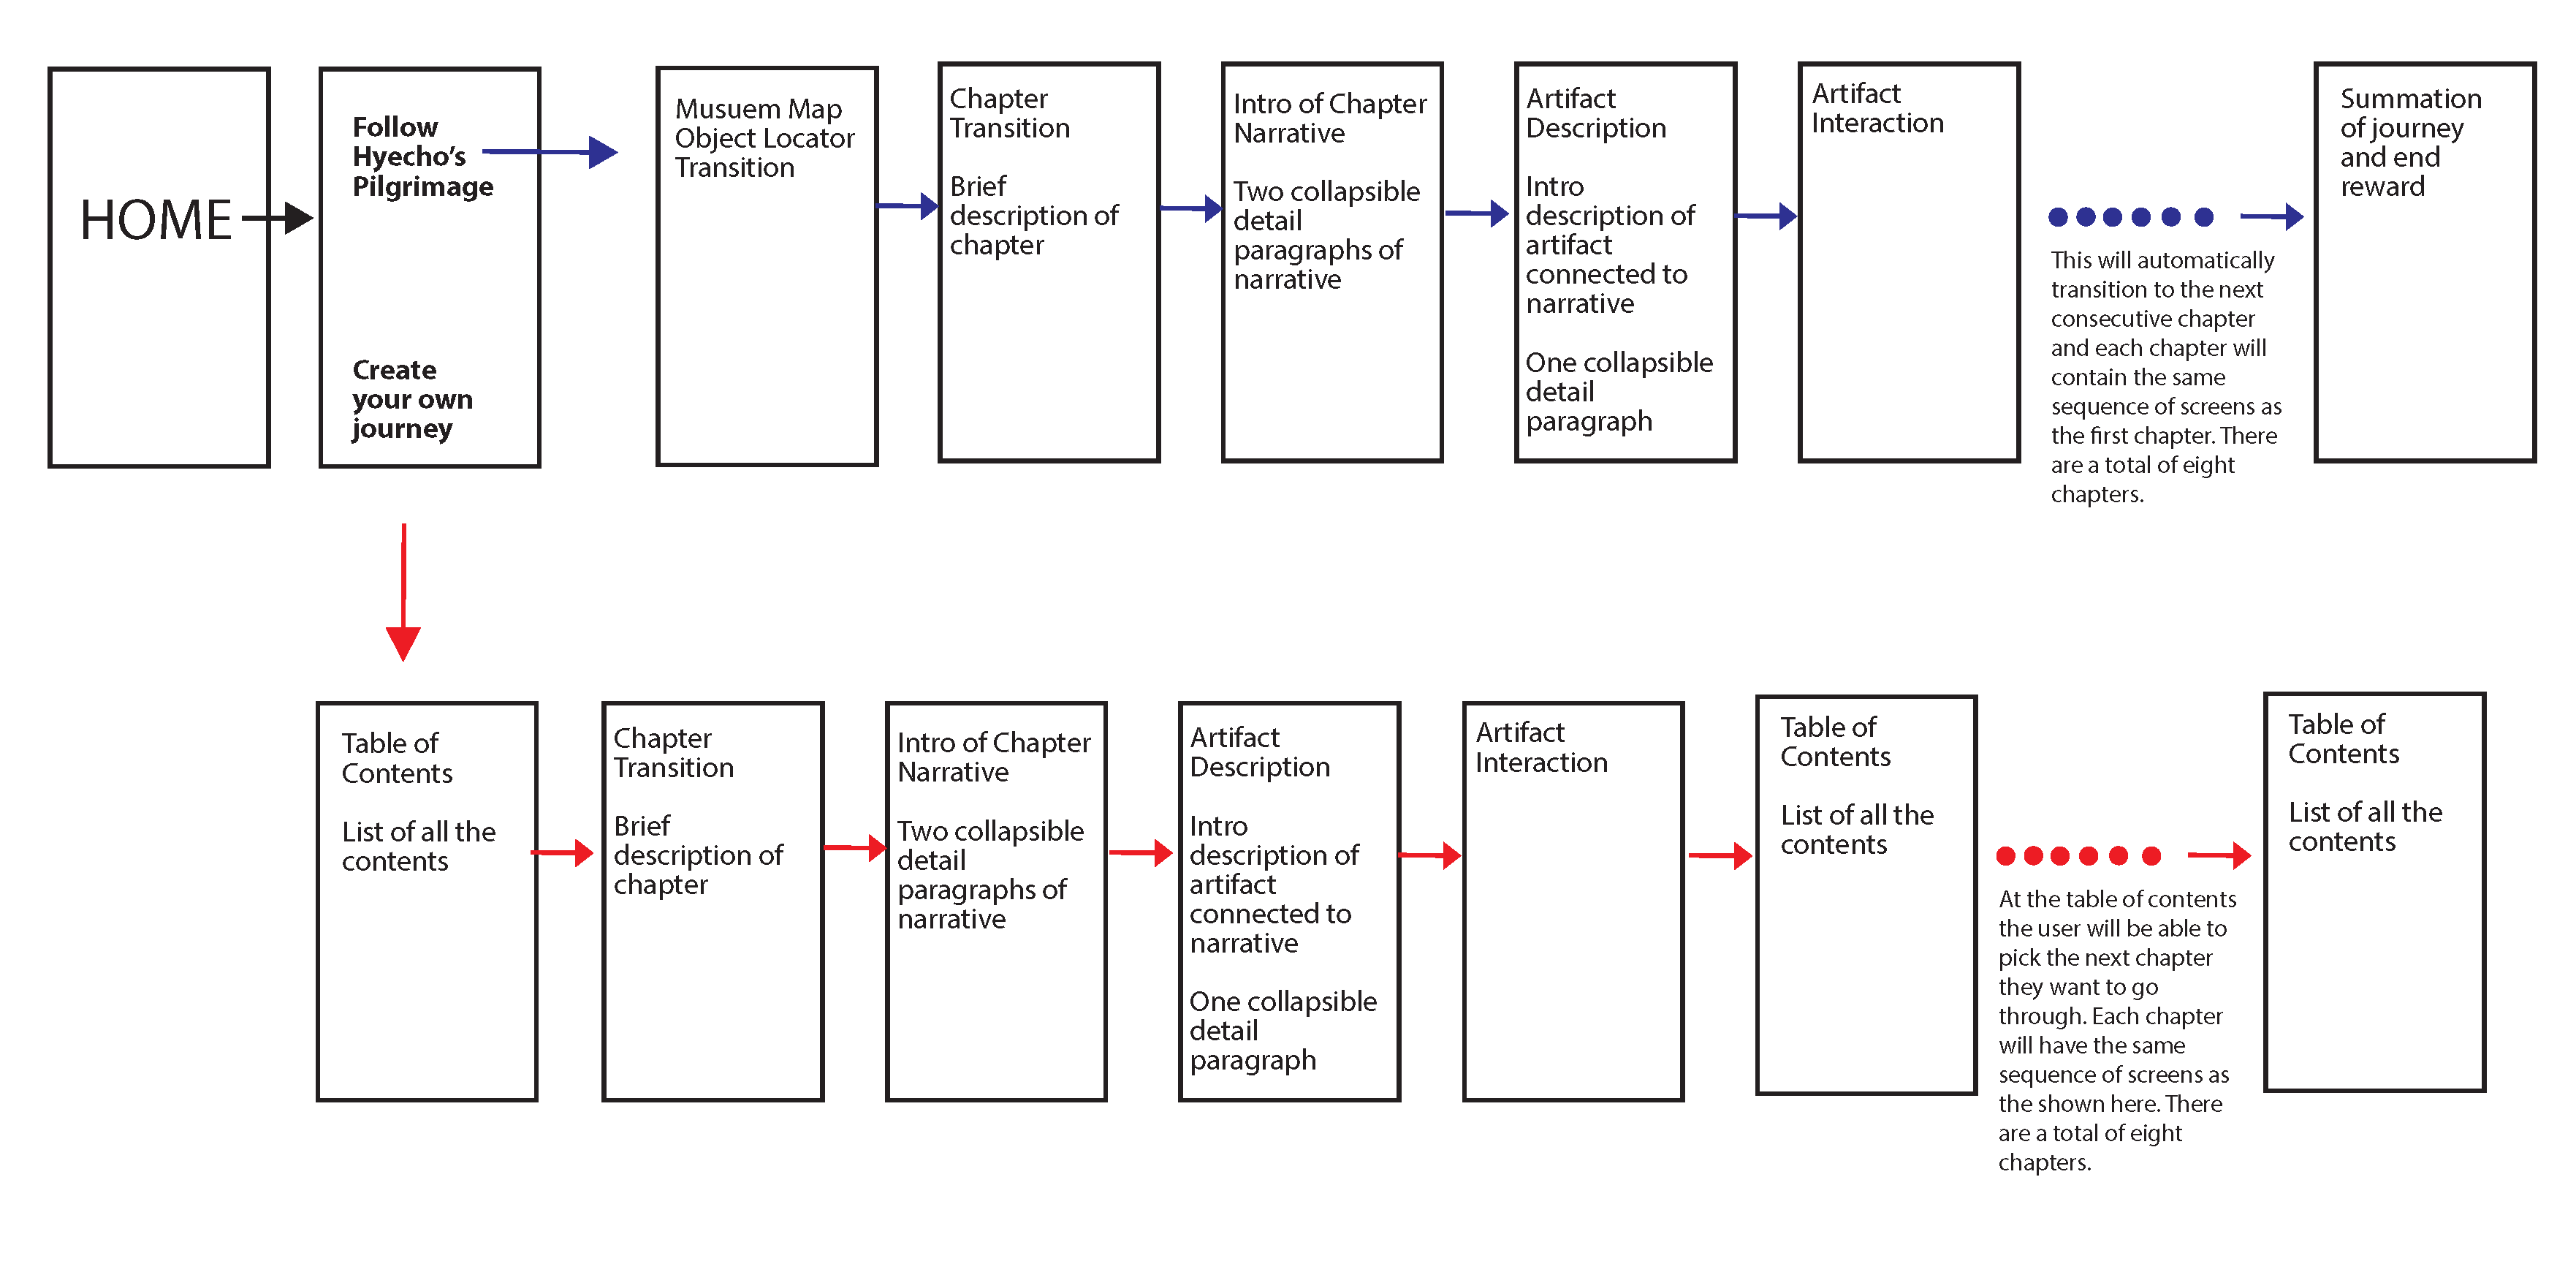 HOME
Follow
Hyecho's
Pilgrimage
Create
your own
journey
Musuem Map
Object Locator
Transition
Chapter
Transition
Brief
description of
chapter
Intro of Chapter
Narrative
Two collapsible
detail
paragraphs of
narrative
Artifact
Description
Intro
description of
artifact
connected to
narrative
One collapsible
detail
paragraph
Artifact
Interaction
This will automatically
transition to the next
consecutive chapter
and each chapter will
contain the same
sequence of screens as
the first chapter. There
are a total of eight
chapters.
Summation
of journey
and end
reward
Table of
Contents
List of all the
contents
Chapter
Transition
Brief
description of
chapter
Intro of Chapter
Narrative
Two collapsible
detail
paragraphs of
narrative
Artifact
Description
Intro
description of
artifact
connected to
narrative
One collapsible
detail
paragraph
Artifact
Interaction
Table of
Contents
List of all the
contents
At the table of contents
the user will be able to
pick the next chapter
they want to go
through. Each chapter
will have the same
sequence of screens as
the shown here. There
are a total of eight
chapters.
Table of
Contents
List of all the
contents